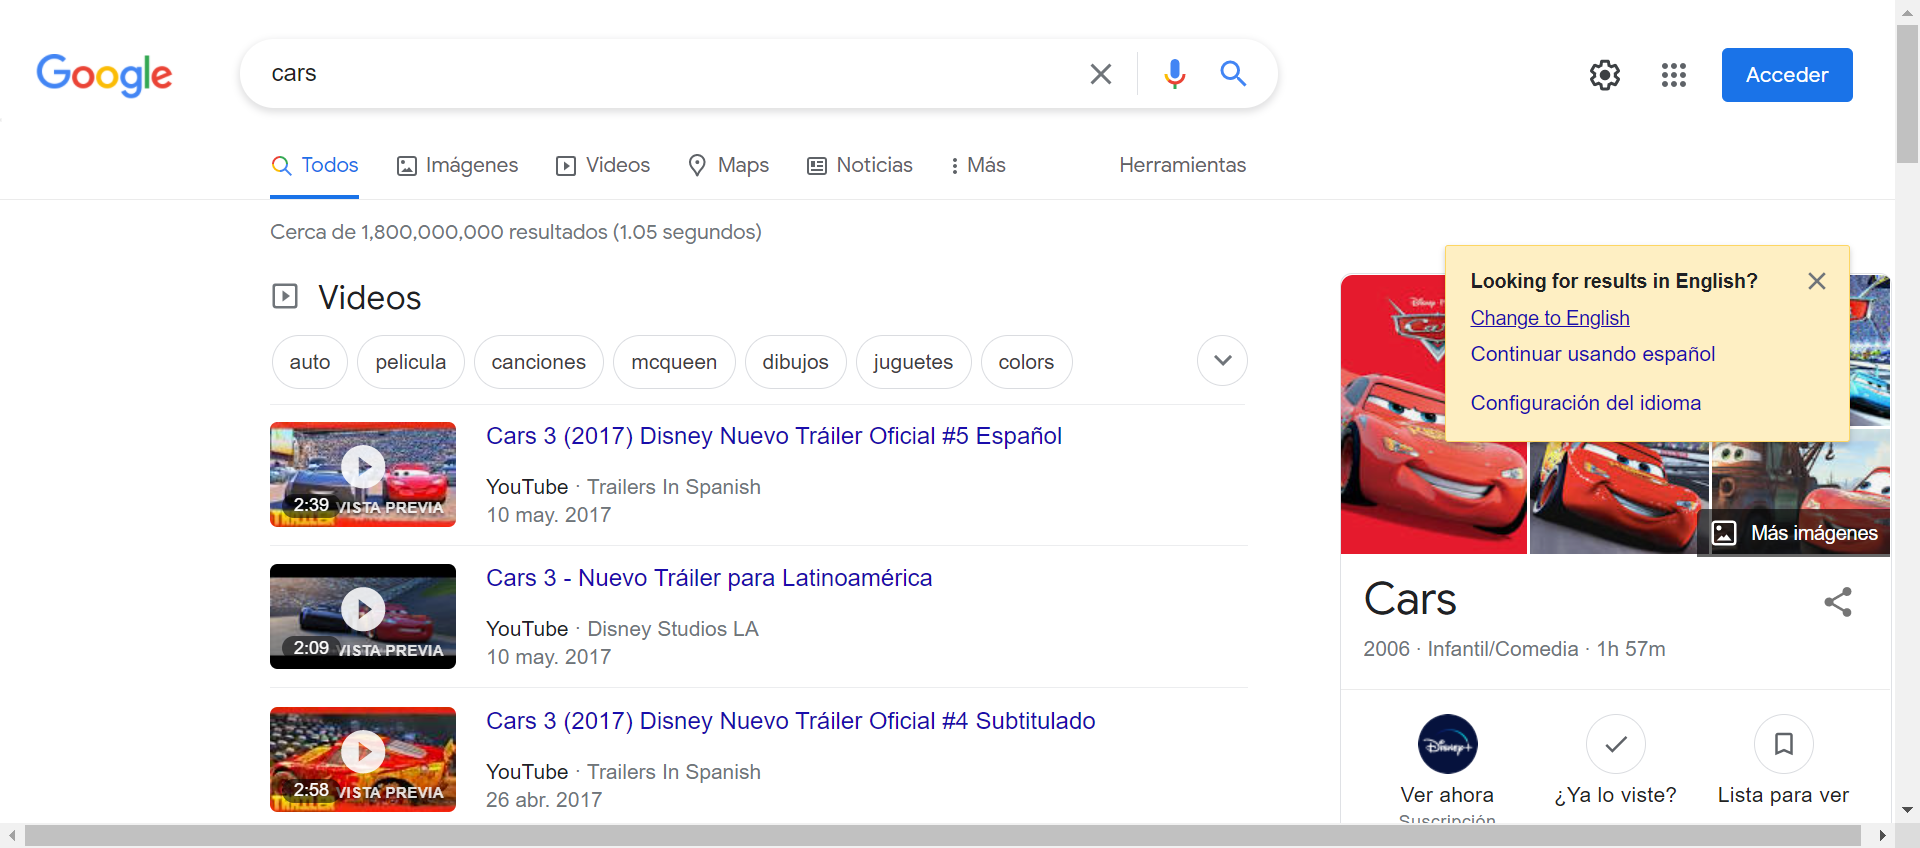 Google
cars
Acceder
Todos
Imágenes
Videos
Maps
Noticias
Más
Herramientas
Cerca de 1,800,000,000 resultados (1.05 segundos)
Videos
auto
pelicula
canciones
mcqueen
dibujos
juguetes
colors
Cars 3 (2017) Disney Nuevo Tráiler Oficial #5 Español
YouTube · Trailers In Spanish
10 may. 2017
2:39
VISTA PREVIA
Cars 3 - Nuevo Tráiler para Latinoamérica
YouTube · Disney Studios LA
10 may. 2017
2:09
VISTA PREVIA
Cars 3 (2017) Disney Nuevo Tráiler Oficial #4 Subtitulado
YouTube · Trailers In Spanish
26 abr. 2017
2:58
VISTA PREVIA
Looking for results in English?
Change to English
Continuar usando español
Configuración del idioma
Más imágenes
Cars
2006 · Infantil/Comedia · 1h 57m
Disney+
Ver ahora
Suscripción
¿Ya lo viste?
Lista para ver